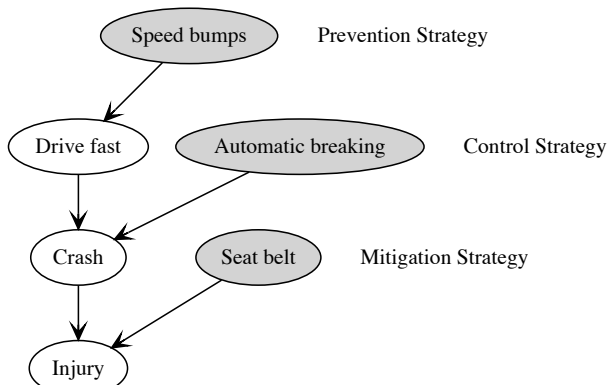 Speed bumps Prevention Strategy
Drive fast Automatic breaking Control Strategy
Crash Seat belt Mitigation Strategy
Injury